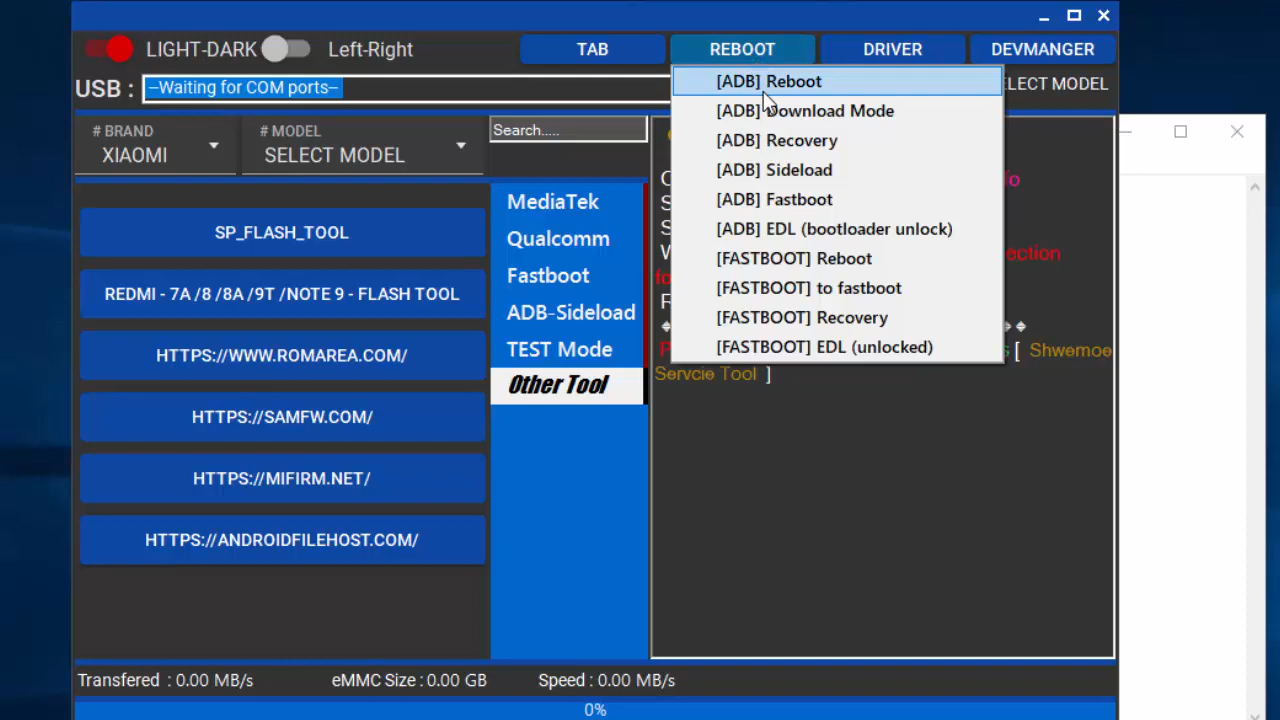 LIGHT-DARK
Left-Right
TAB
REBOOT
DRIVER
DEVMANGER
USB :
--Waiting for COM ports--
LECT MODEL
[ADB] Reboot
[ADB] Download Mode
[ADB] Recovery
[ADB] Sideload
[ADB] Fastboot
[ADB] EDL (bootloader unlock)
[FASTBOOT] Reboot
[FASTBOOT] to fastboot
[FASTBOOT] Recovery
[FASTBOOT] EDL (unlocked)
# BRAND
XIAOMI
# MODEL
SELECT MODEL
Search.....
SP_FLASH_TOOL
REDMI - 7A /8 /8A /9T /NOTE 9 - FLASH TOOL
HTTPS://WWW.ROMAREA.COM/
HTTPS://SAMFW.COM/
HTTPS://MIFIRM.NET/
HTTPS://ANDROIDFILEHOST.COM/
MediaTek
Qualcomm
Fastboot
ADB-Sideload
TEST Mode
Other Tool
ection
[ Shwemoe
Servcie Tool ]
Transfered : 0.00 MB/s
eMMC Size : 0.00 GB
Speed : 0.00 MB/s
0%